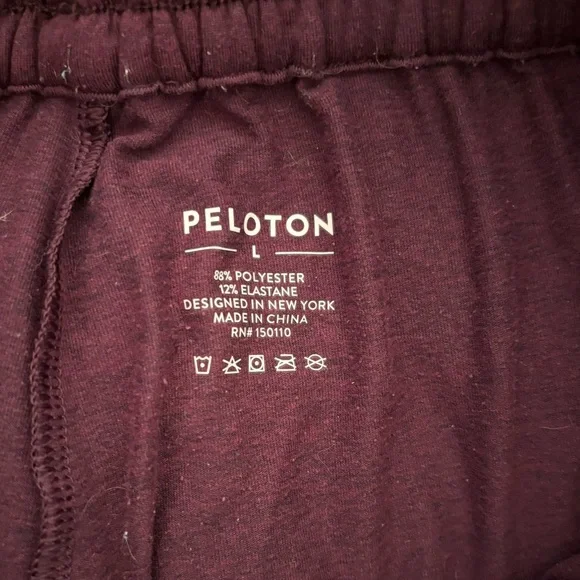 PELOTON
L
88% POLYESTER
12% ELASTANE
DESIGNED IN NEW YORK
MADE IN CHINA
RN# 150110